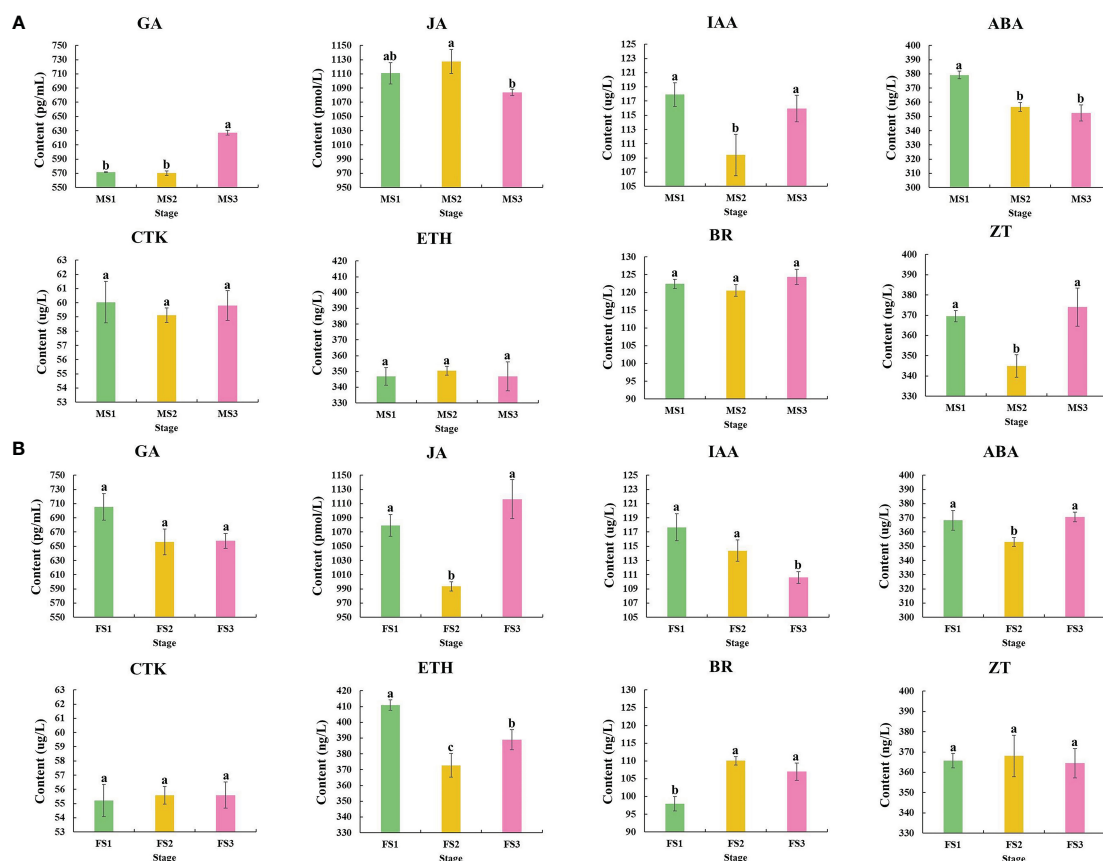 A
GA
Content (pg/mL)
750
730
710
690
670
650
630
610
590
570
550
b
b
a
MS1 MS2 MS3
Stage
JA
Content (pmol/L)
1150
1130
1110
1090
1070
1050
1030
1010
990
970
950
ab
a
b
MS1 MS2 MS3
Stage
IAA
Content (ug/L)
125
123
121
119
117
115
113
111
109
107
105
a
b
a
MS1 MS2 MS3
Stage
ABA
Content (ug/L)
400
390
380
370
360
350
340
330
320
310
300
a
b
b
MS1 MS2 MS3
Stage
CTK
Content (ug/L)
63
62
61
60
59
58
57
56
55
54
53
a
a
a
MS1 MS2 MS3
Stage
ETH
Content (ng/L)
420
410
400
390
380
370
360
350
340
330
a
a
a
MS1 MS2 MS3
Stage
BR
Content (ng/L)
130
125
120
115
110
105
100
95
90
a
a
a
MS1 MS2 MS3
Stage
ZT
Content (ng/L)
400
390
380
370
360
350
340
330
a
b
a
MS1 MS2 MS3
Stage
B
GA
Content (pg/mL)
750
730
710
690
670
650
630
610
590
570
550
a
a
a
FS1 FS2 FS3
Stage
JA
Content (pmol/L)
1150
1130
1110
1090
1070
1050
1030
1010
990
970
950
a
b
a
FS1 FS2 FS3
Stage
IAA
Content (ug/L)
125
123
121
119
117
115
113
111
109
107
105
a
a
b
FS1 FS2 FS3
Stage
ABA
Content (ug/L)
400
390
380
370
360
350
340
330
320
310
300
a
b
a
FS1 FS2 FS3
Stage
CTK
Content (ug/L)
63
62
61
60
59
58
57
56
55
54
53
a
a
a
FS1 FS2 FS3
Stage
ETH
Content (ng/L)
420
410
400
390
380
370
360
350
340
330
a
c
b
FS1 FS2 FS3
Stage
BR
Content (ng/L)
130
125
120
115
110
105
100
95
90
b
a
a
FS1 FS2 FS3
Stage
ZT
Content (ng/L)
400
390
380
370
360
350
340
330
a
a
a
FS1 FS2 FS3
Stage